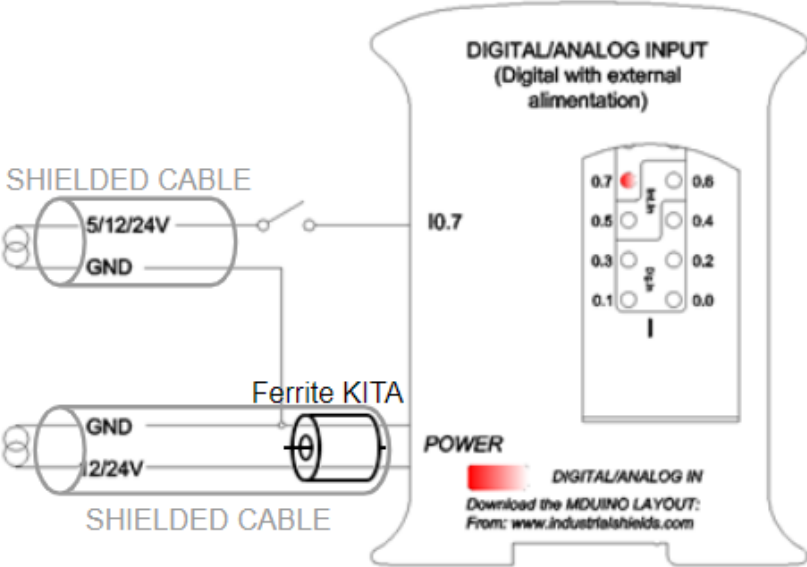 DIGITAL/ANALOG INPUT
(Digital with external
alimentation)
SHIELDED CABLE
5/12/24V
GND
I0.7
0.7
0.6
0.5
0.4
0.3
0.2
0.1
0.0
I
Ferrite KITA
GND
12/24V
SHIELDED CABLE
POWER
DIGITAL/ANALOG IN
Download the MDUINO LAYOUT:
From: www.industrialshields.com